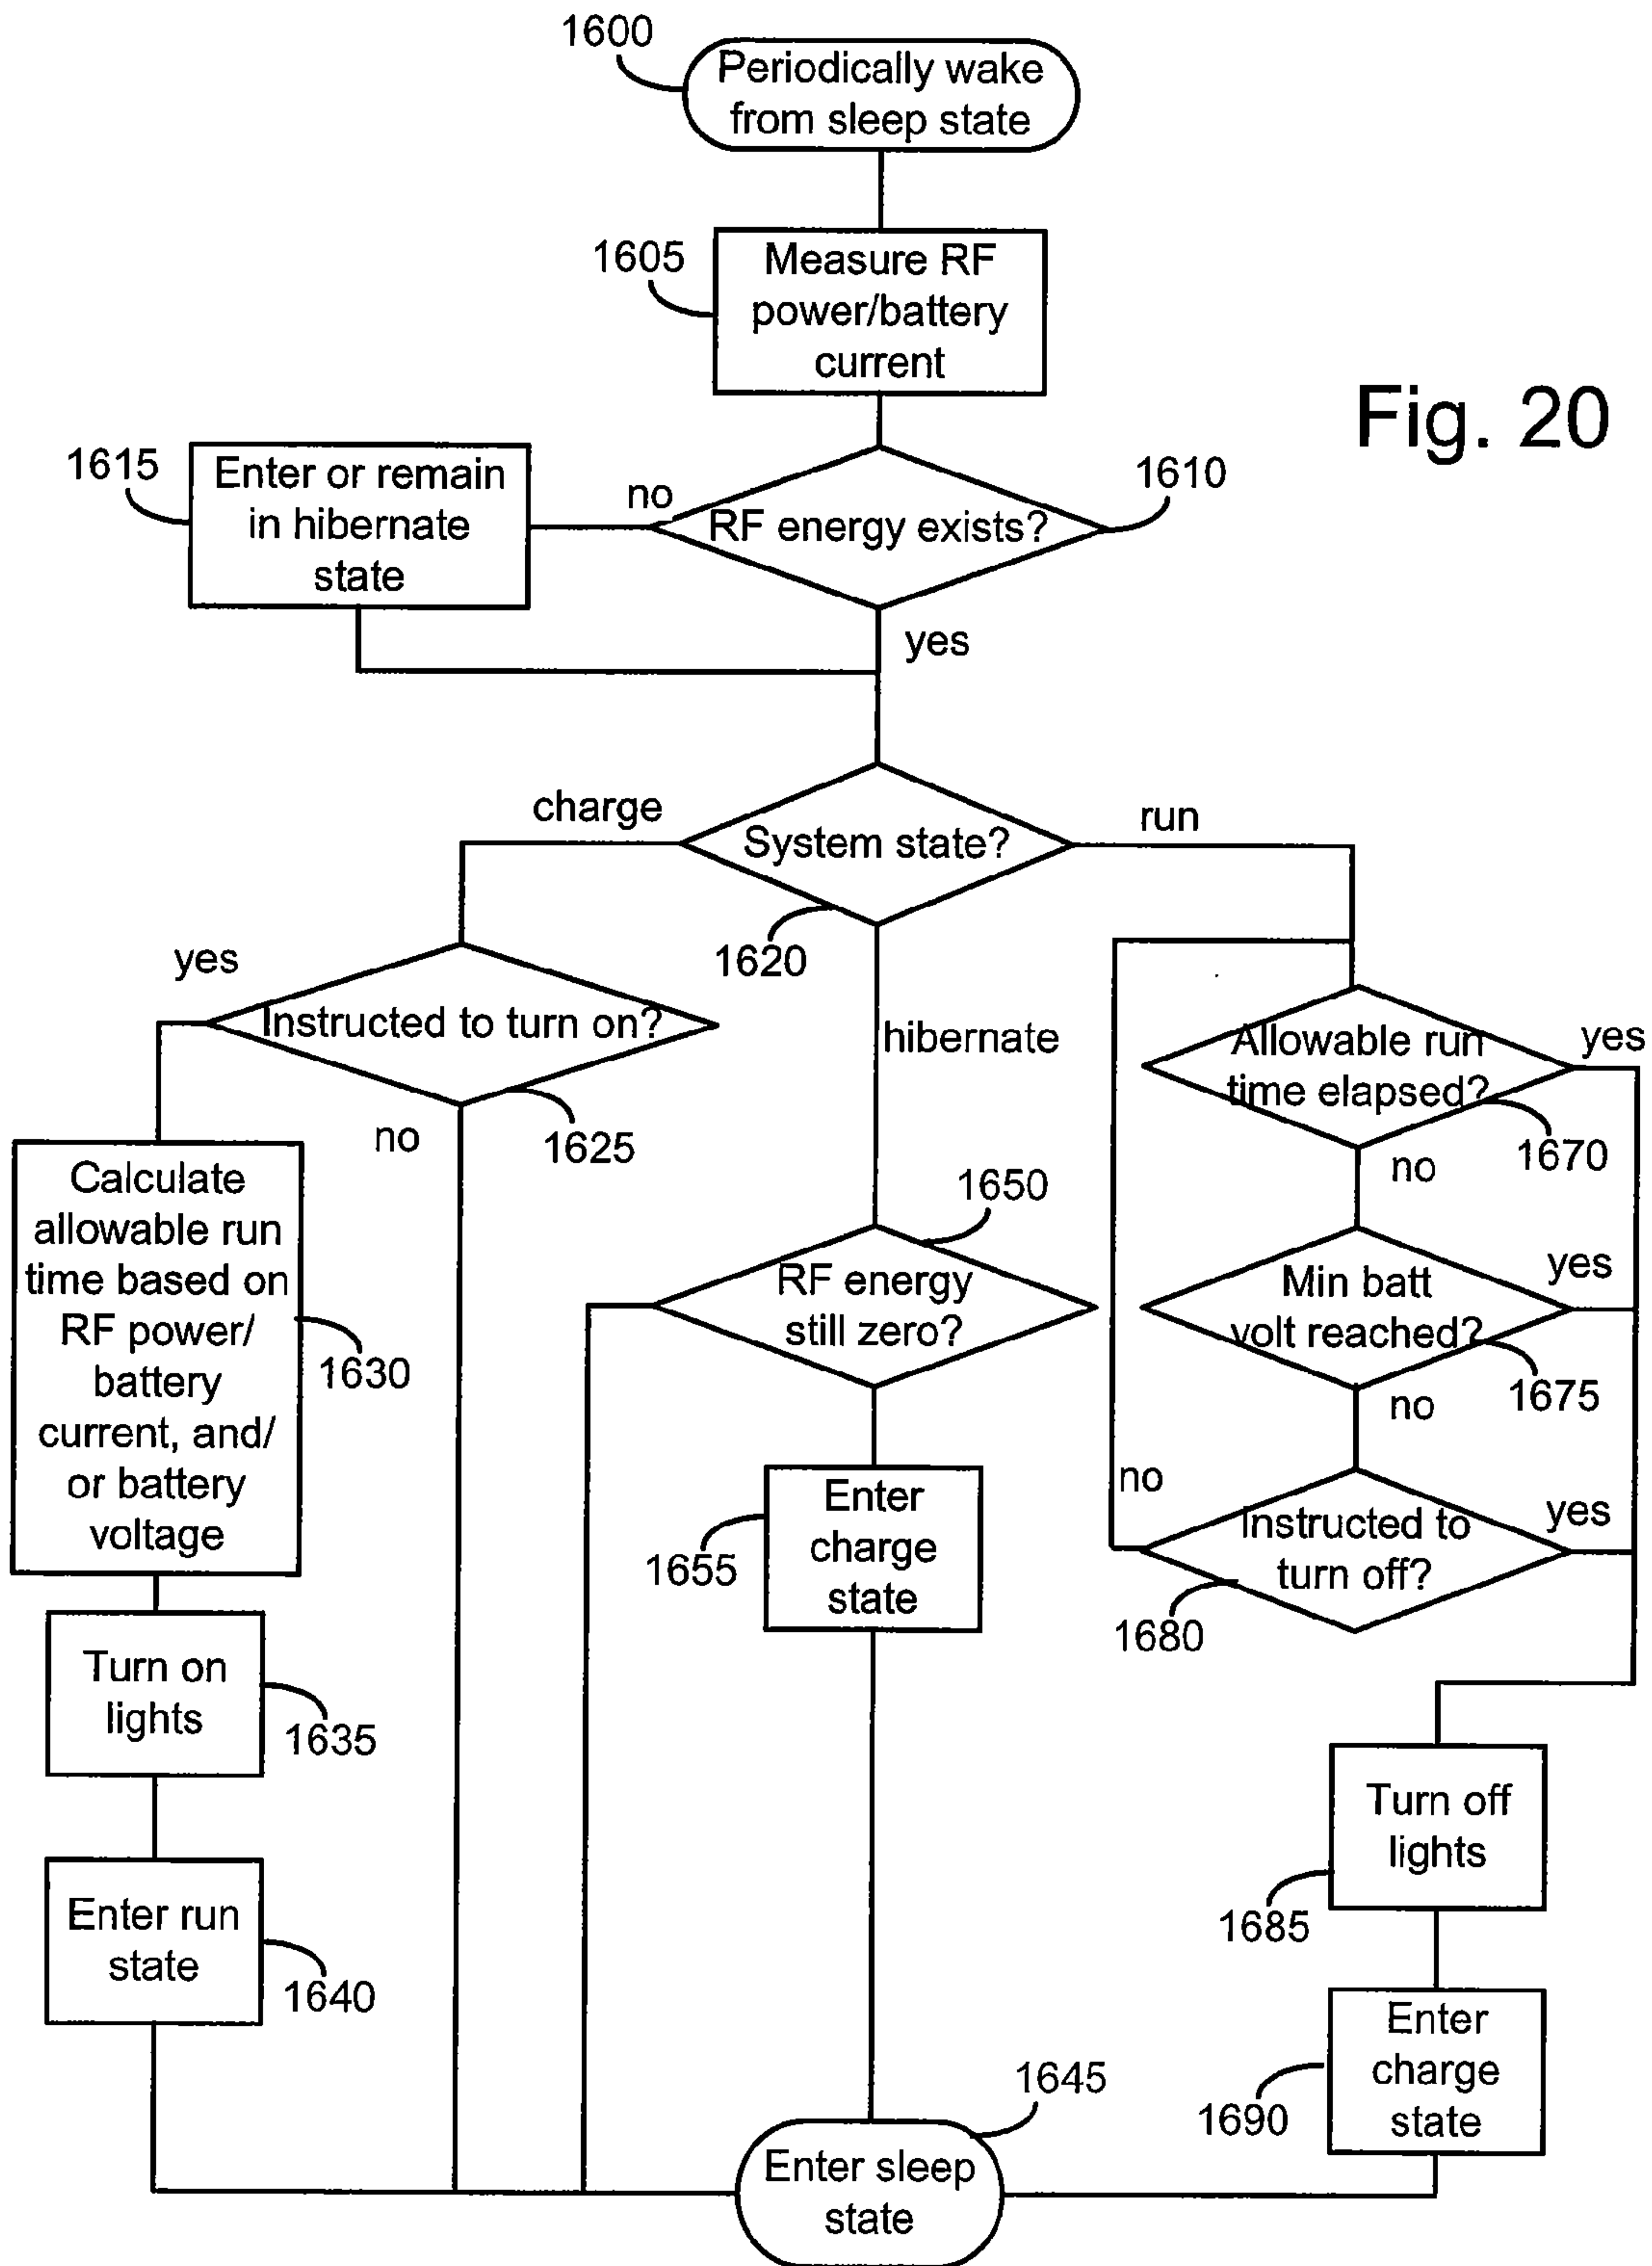 1600
Periodically wake
from sleep state
1605
Measure RF
power/battery
current
Fig. 20
1615
Enter or remain
in hibernate
state
no
RF energy exists?
1610
yes
charge
System state?
run
1620
yes
Instructed to turn on?
1625
no
hibernate
Allowable run
time elapsed?
yes
1670
no
Calculate
allowable run
time based on
RF power/
battery
current, and/
or battery
voltage
1630
1650
RF energy
still zero?
Min batt
volt reached?
yes
1675
no
no
Enter
charge
state
1655
Instructed to
turn off?
yes
1680
Turn on
lights
1635
Turn off
lights
1685
Enter run
state
1640
Enter
charge
state
1690
1645
Enter sleep
state